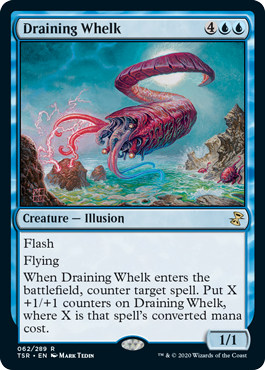 Draining Whelk 4
Creature — Illusion
Flash
Flying
When Draining Whelk enters the
battlefield, counter target spell. Put X
+1/+1 counters on Draining Whelk,
where X is that spell's converted mana
cost.
1/1
062/289 R
TSR • EN MARK TEDIN
™ & © 2020 Wizards of the Coast